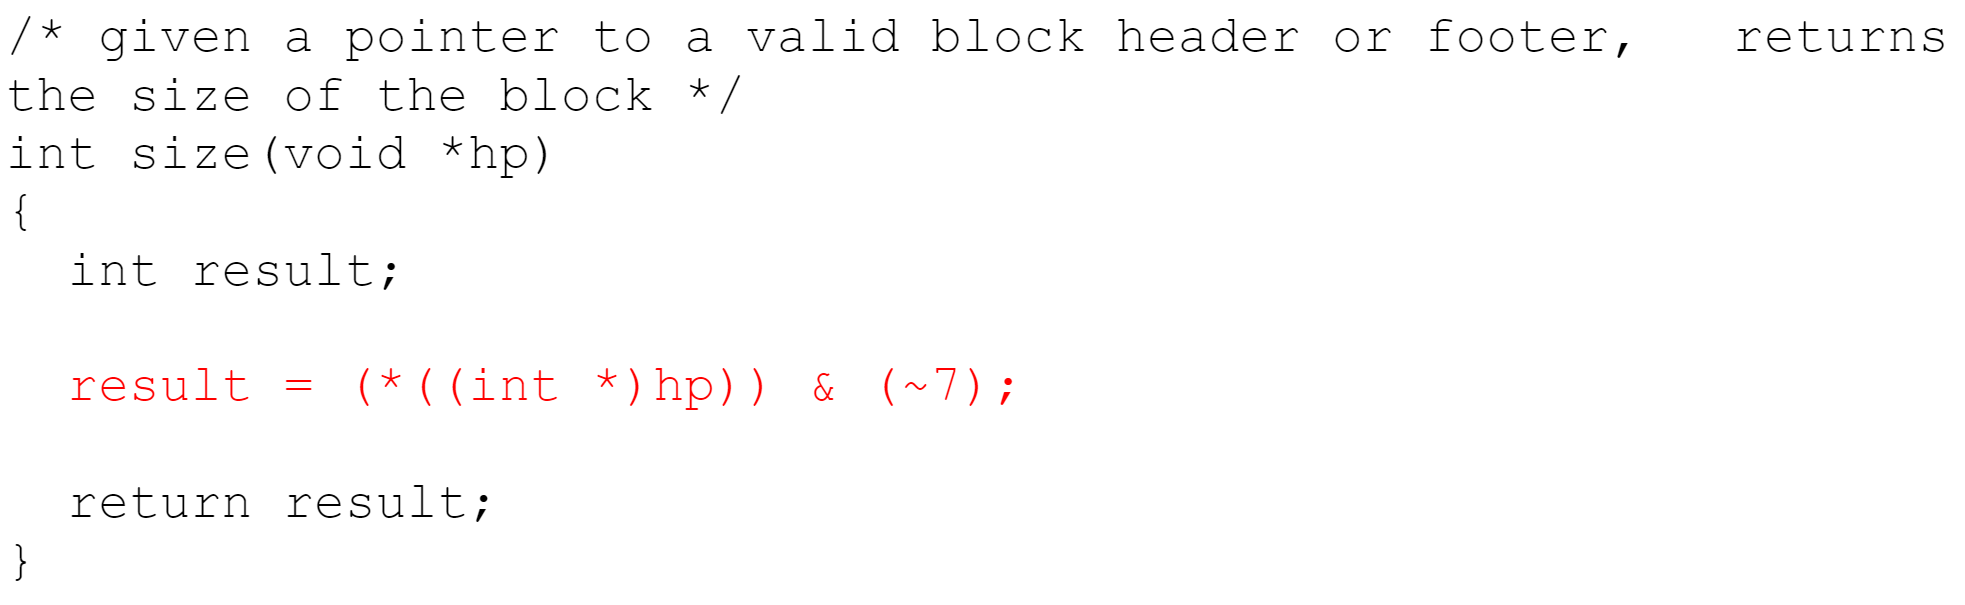 /* given a pointer to a valid block header or footer,   returns
the size of the block */
int size(void *hp)
{
  int result;

  result = (*((int *)hp)) & (~7);

  return result;
}